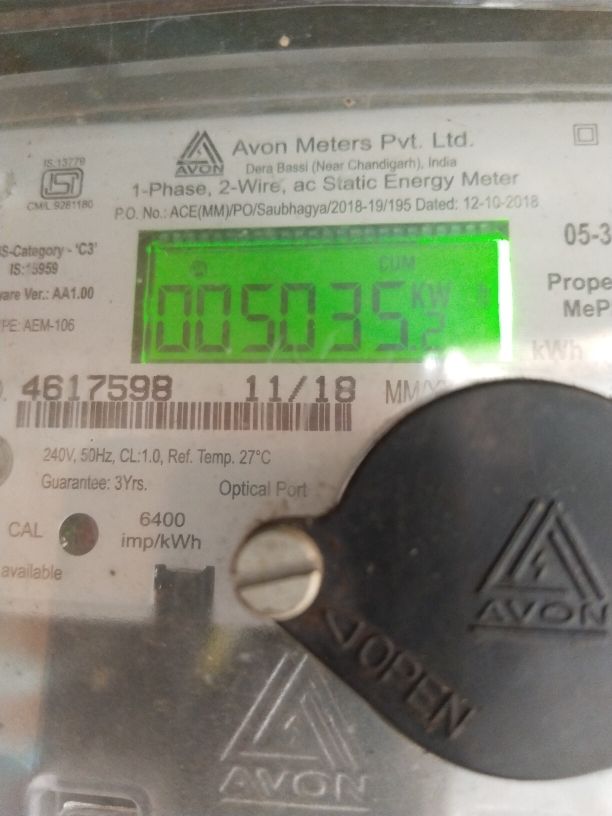 Avon Meters Pvt. Ltd.
AVON
Dera Bassi (Near Chandigarh), India
1-Phase, 2-Wire, ac Static Energy Meter
P.O. No.: ACE(MM)/PO/Saubhagya/2018-19/195 Dated: 12-10-2018
IS:13779
ISI
CM/L 9281180
S-Category - 'C3'
IS:15959
are Ver.: AA1.00
PE: AEM-106
05-3
Prope
MeP
CUM
005035.2 KW
kWh
4617598 11/18 MM/
240V, 50Hz, CL:1.0, Ref. Temp. 27°C
Guarantee: 3Yrs.
Optical Port
CAL
6400
imp/kWh
available
AVON
OPEN
AVON